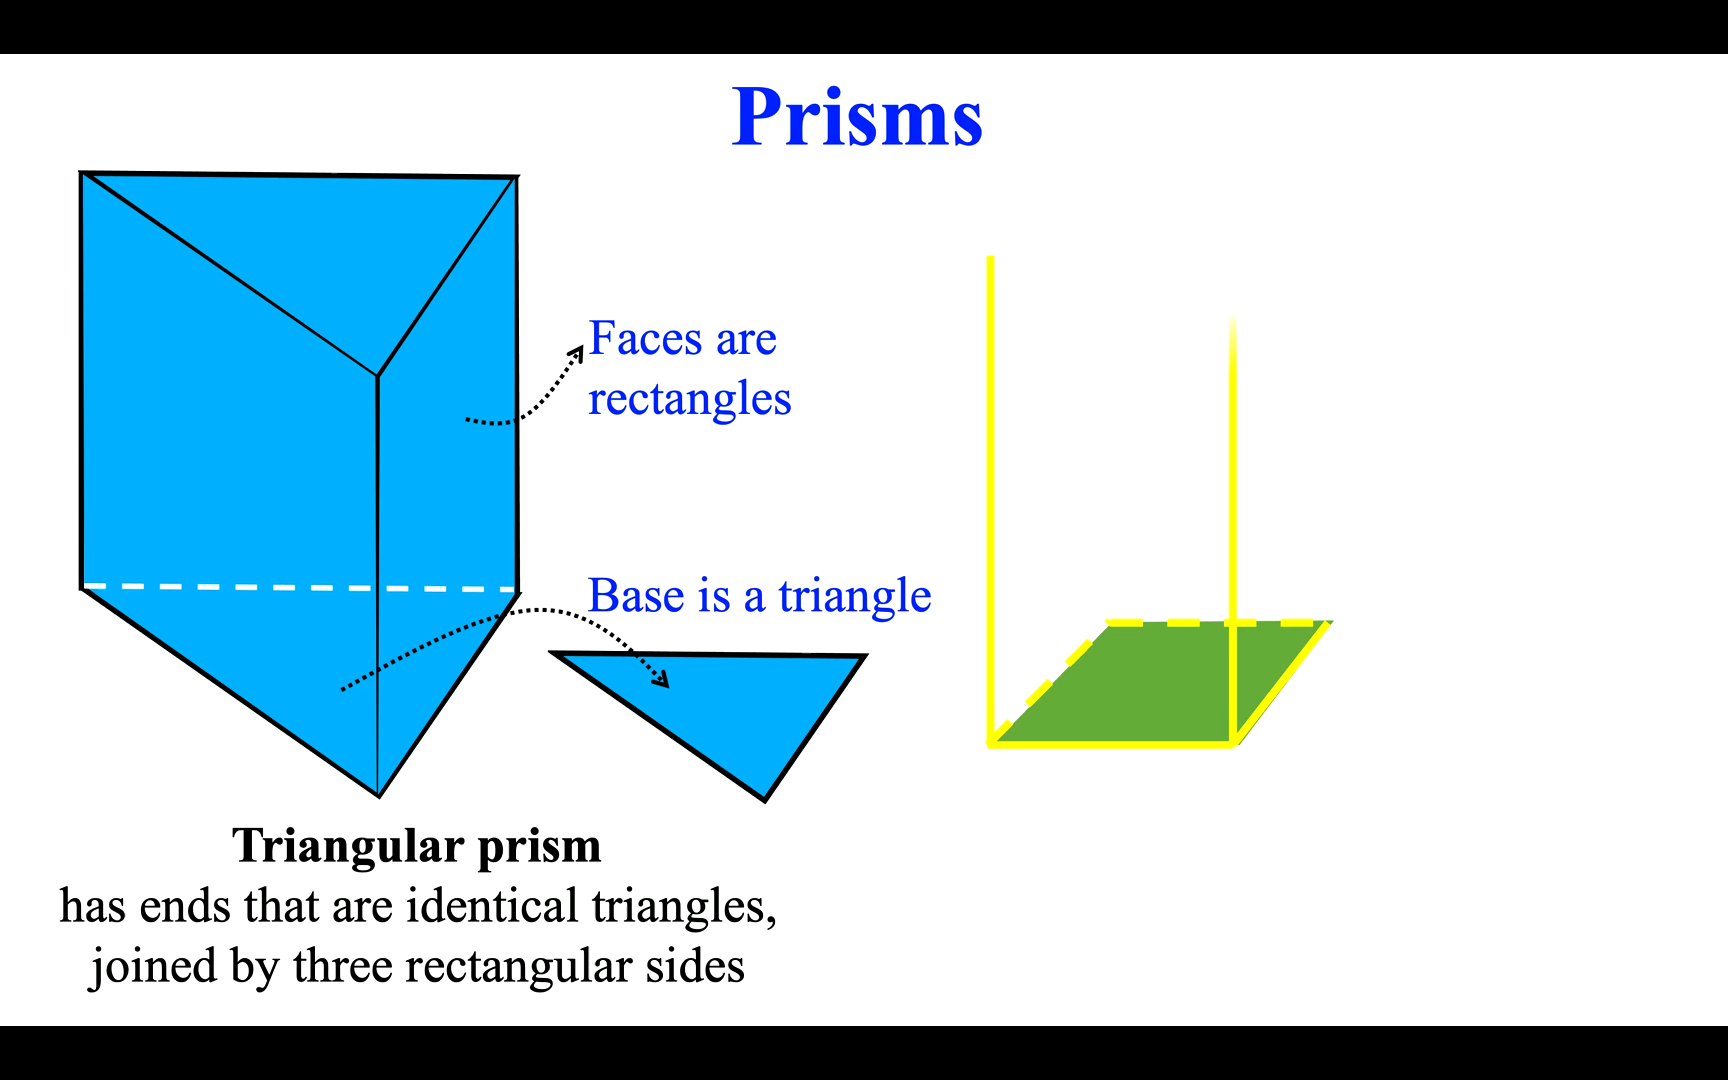 Prisms
Faces are
rectangles
Base is a triangle
Triangular prism
has ends that are identical triangles,
joined by three rectangular sides